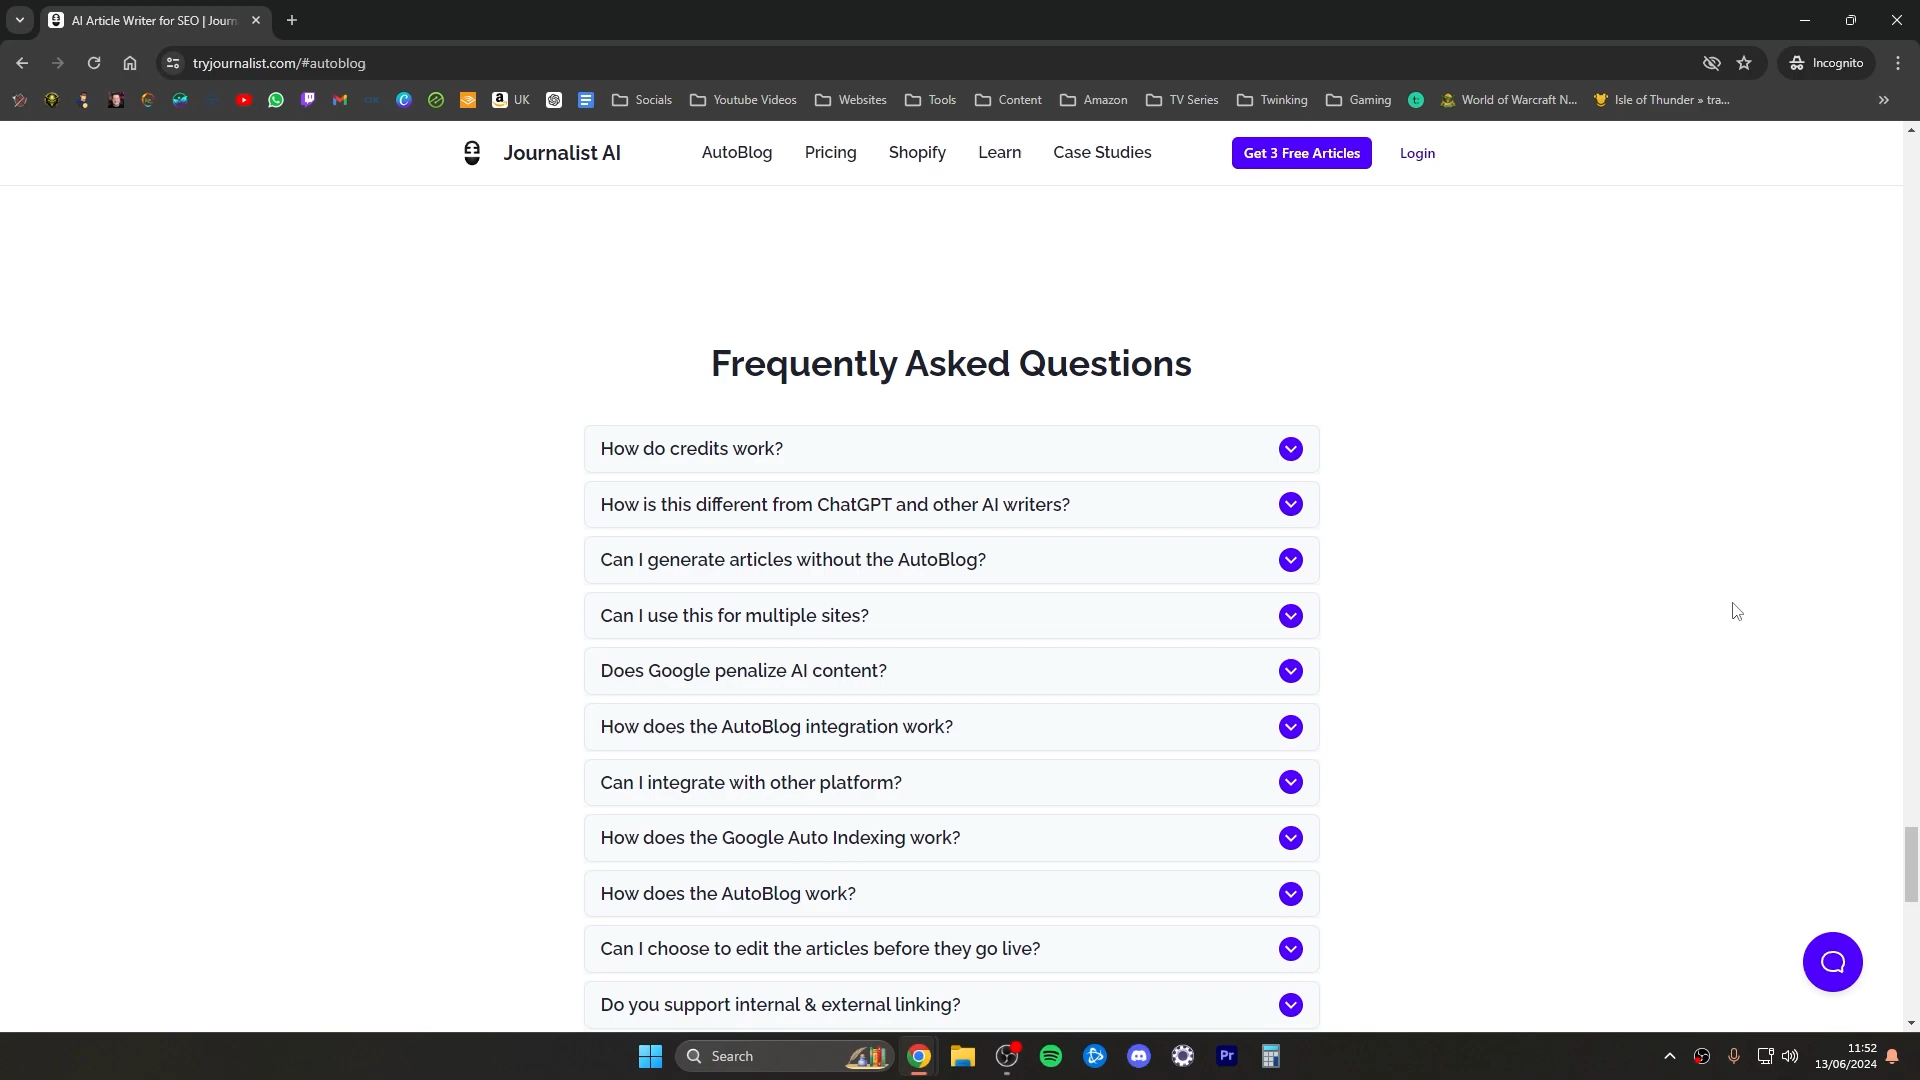 AI Article Writer for SEO | Journ
tryjournalist.com/#autoblog
Incognito
UK
Socials
Youtube Videos
Websites
Tools
Content
Amazon
TV Series
Twinking
Gaming
World of Warcraft N...
Isle of Thunder » tra...
Journalist AI
AutoBlog
Pricing
Shopify
Learn
Case Studies
Get 3 Free Articles
Login
Frequently Asked Questions
How do credits work?
How is this different from ChatGPT and other AI writers?
Can I generate articles without the AutoBlog?
Can I use this for multiple sites?
Does Google penalize AI content?
How does the AutoBlog integration work?
Can I integrate with other platform?
How does the Google Auto Indexing work?
How does the AutoBlog work?
Can I choose to edit the articles before they go live?
Do you support internal & external linking?
Search
Pr
11:52
13/06/2024